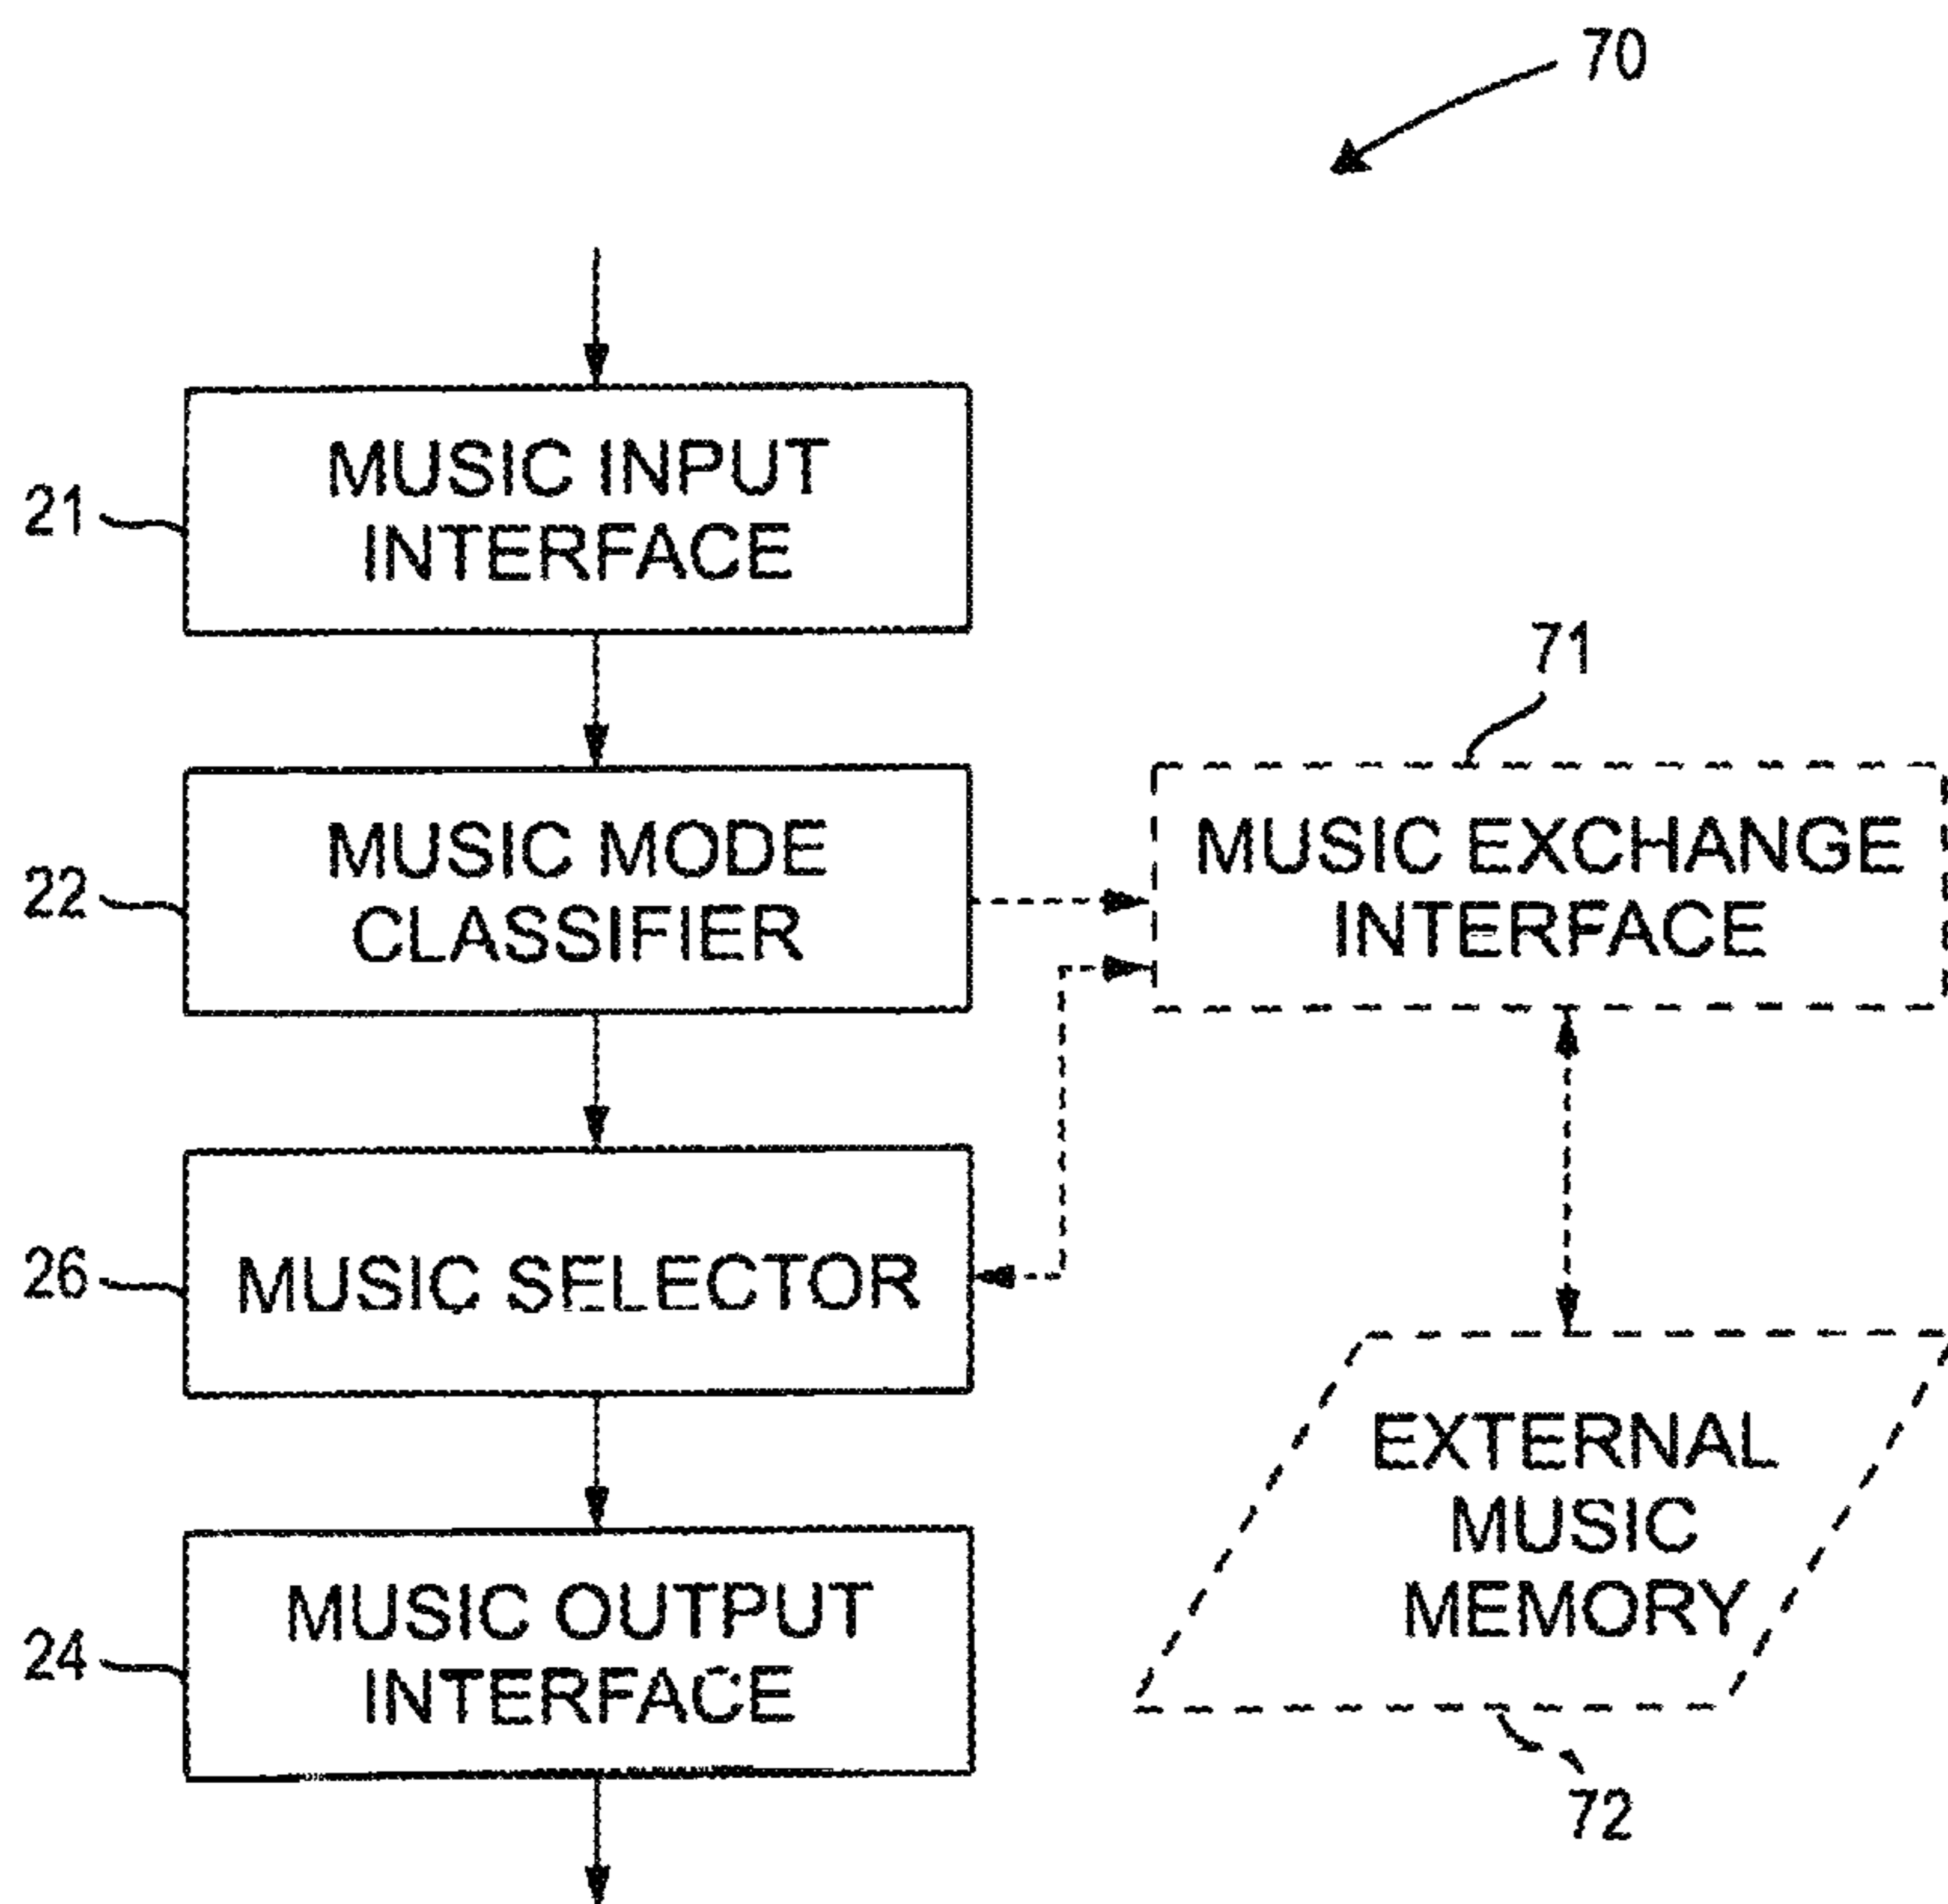 70
21
MUSIC INPUT
INTERFACE
71
22
MUSIC MODE
CLASSIFIER
MUSIC EXCHANGE
INTERFACE
26
MUSIC SELECTOR
EXTERNAL
MUSIC
MEMORY
24
MUSIC OUTPUT
INTERFACE
72